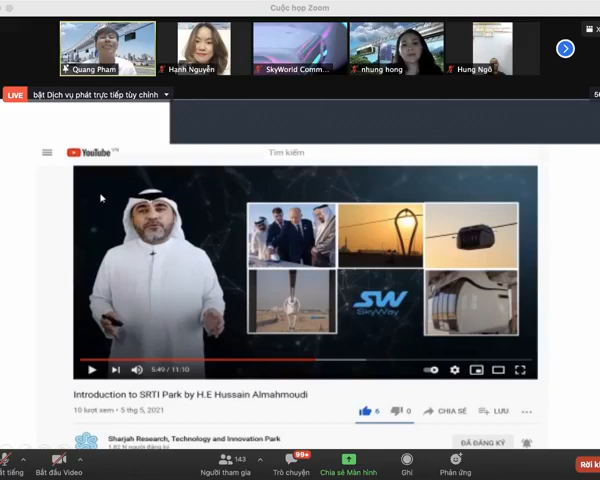 Cuộc họp Zoom
Quang Pham
Hạnh Nguyễn
SkyWorld Comm...
nhung hong
Hung Ngô
LIVE
bật Dịch vụ phát trực tiếp tùy chỉnh
YouTube VN
Tìm kiếm
SW
SkyWay
5:49 / 11:10
Introduction to SRTI Park by H.E Hussain Almahmoudi
10 lượt xem • 5 thg 5, 2021
6
0
CHIA SẺ
LƯU
Sharjah Research, Technology and Innovation Park
ĐÃ ĐĂNG KÝ
143
99+
ắt tiếng
Bắt đầu Video
Người tham gia
Trò chuyện
Chia sẻ Màn hình
Ghi
Phản ứng
Rời k